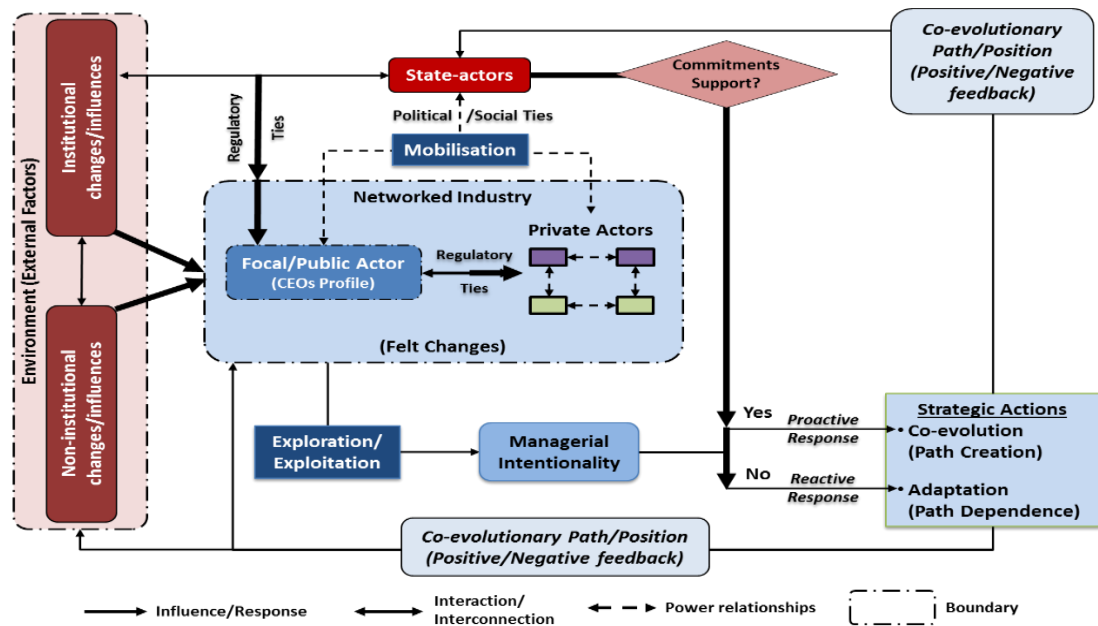 Environment (External Factors)
Institutional
changes/influences
Non-institutional
changes/influences
State-actors
Commitments
Support?
Co-evolutionary
Path/Position
(Positive/Negative
feedback)
Regulatory
Ties
Political /Social Ties
Mobilisation
Networked Industry
Private Actors
Focal/Public Actor
(CEOs Profile)
Regulatory
Ties
(Felt Changes)
Exploration/
Exploitation
Managerial
Intentionality
Yes
Proactive
Response
No
Reactive
Response
Strategic Actions
• Co-evolution
(Path Creation)
• Adaptation
(Path Dependence)
Co-evolutionary Path/Position
(Positive/Negative feedback)
Influence/Response
Interaction/
Interconnection
Power relationships
Boundary